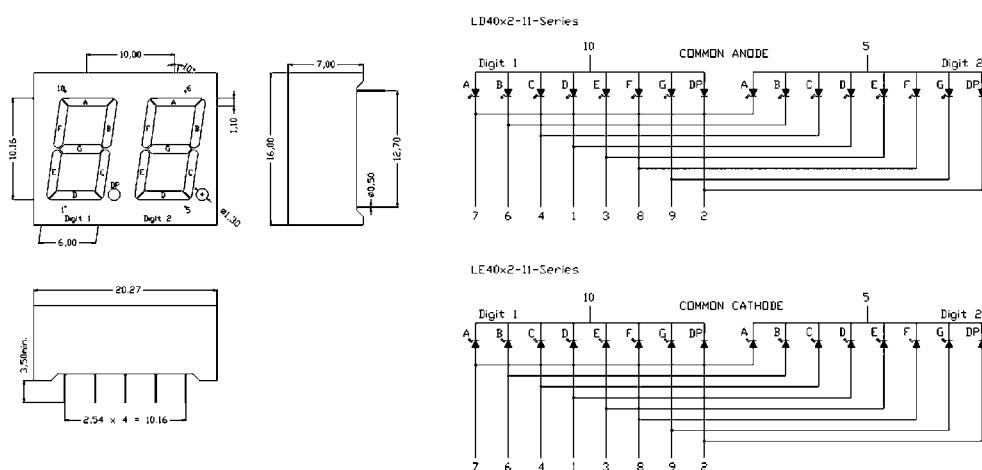 LD40x2-11-Series
10
COMMON ANODE
5
Digit 1
Digit 2
A B C D E F G DP A B C D E F G DP
7 6 4 1 3 8 9 2
10,00
10°
10 6
A A
F B F B
G G
E C E C
D DP D
1 5
Digit 1 Digit 2
10,16
1,10
ø1,30
6,00
7,00
16,00
12,70
ø0,50
20.27
3,50min.
2.54 x 4 = 10.16
LE40x2-11-Series
10
COMMON CATHODE
5
Digit 1
Digit 2
A B C D E F G DP A B C D E F G DP
7 6 4 1 3 8 9 2